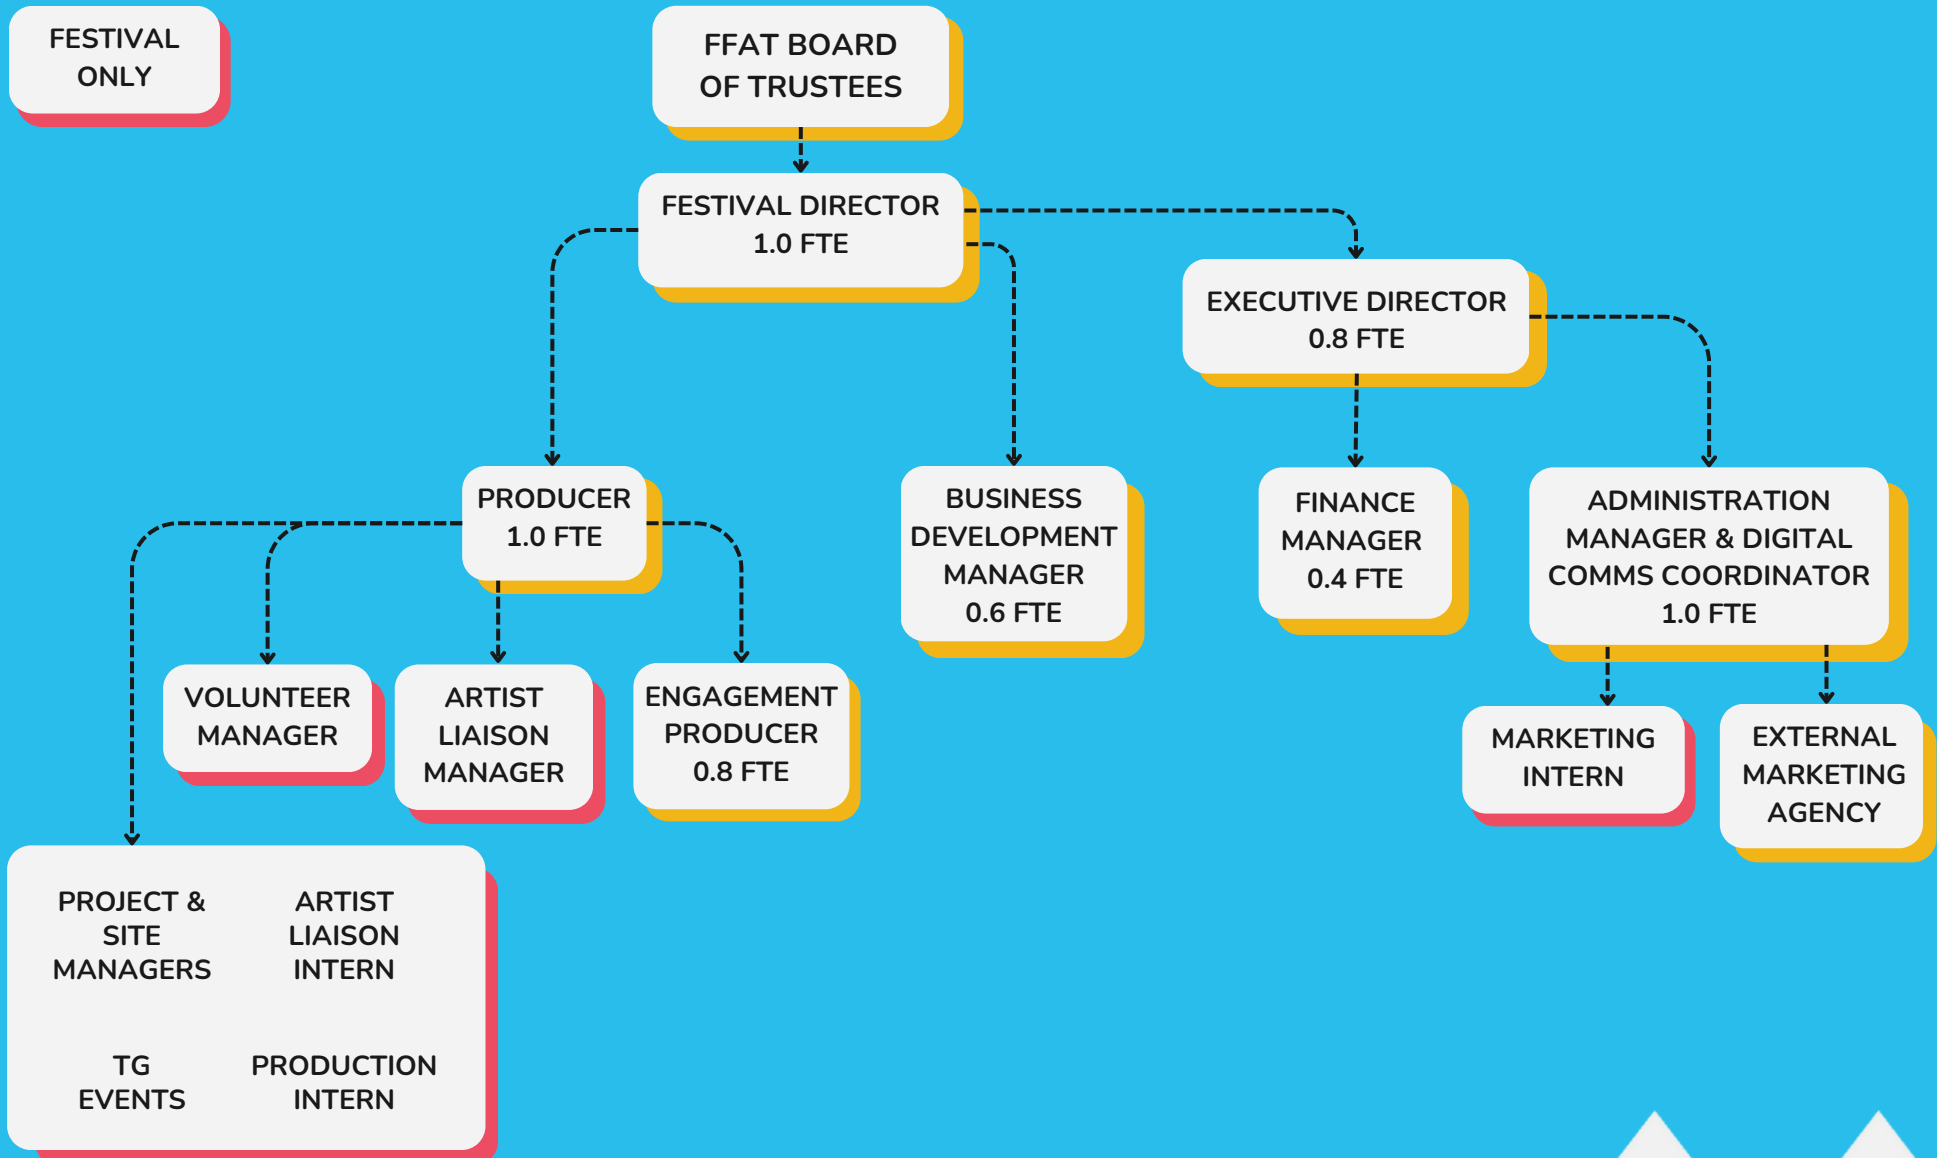 FESTIVAL
ONLY
FFAT BOARD
OF TRUSTEES
FESTIVAL DIRECTOR
1.0 FTE
EXECUTIVE DIRECTOR
0.8 FTE
PRODUCER
1.0 FTE
BUSINESS
DEVELOPMENT
MANAGER
0.6 FTE
FINANCE
MANAGER
0.4 FTE
ADMINISTRATION
MANAGER & DIGITAL
COMMS COORDINATOR
1.0 FTE
VOLUNTEER
MANAGER
ARTIST
LIAISON
MANAGER
ENGAGEMENT
PRODUCER
0.8 FTE
MARKETING
INTERN
EXTERNAL
MARKETING
AGENCY
PROJECT &
SITE
MANAGERS
ARTIST
LIAISON
INTERN
TG
EVENTS
PRODUCTION
INTERN